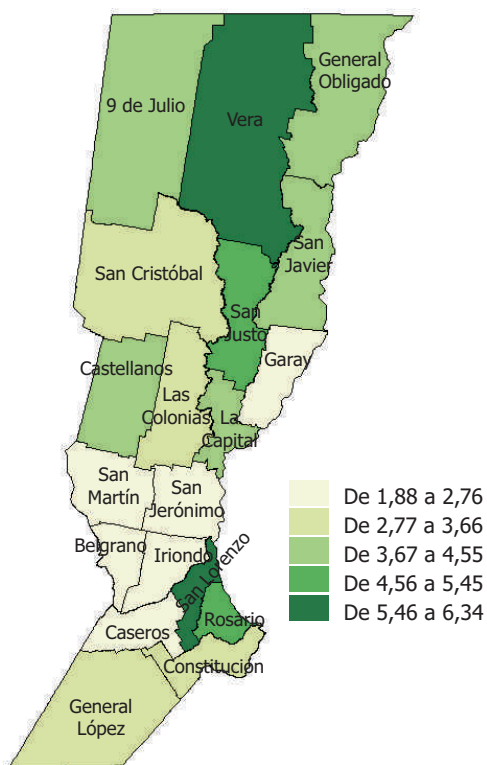 General
Obligado
9 de Julio
Vera
San
Javier
San Cristóbal
San
Justo
Garay
Castellanos
Las
Colonias
La
Capital
San
Martín
San
Jerónimo
Belgrano
Iriondo
San Lorenzo
Rosario
Caseros
Constitución
General
López
De 1,88 a 2,76
De 2,77 a 3,66
De 3,67 a 4,55
De 4,56 a 5,45
De 5,46 a 6,34